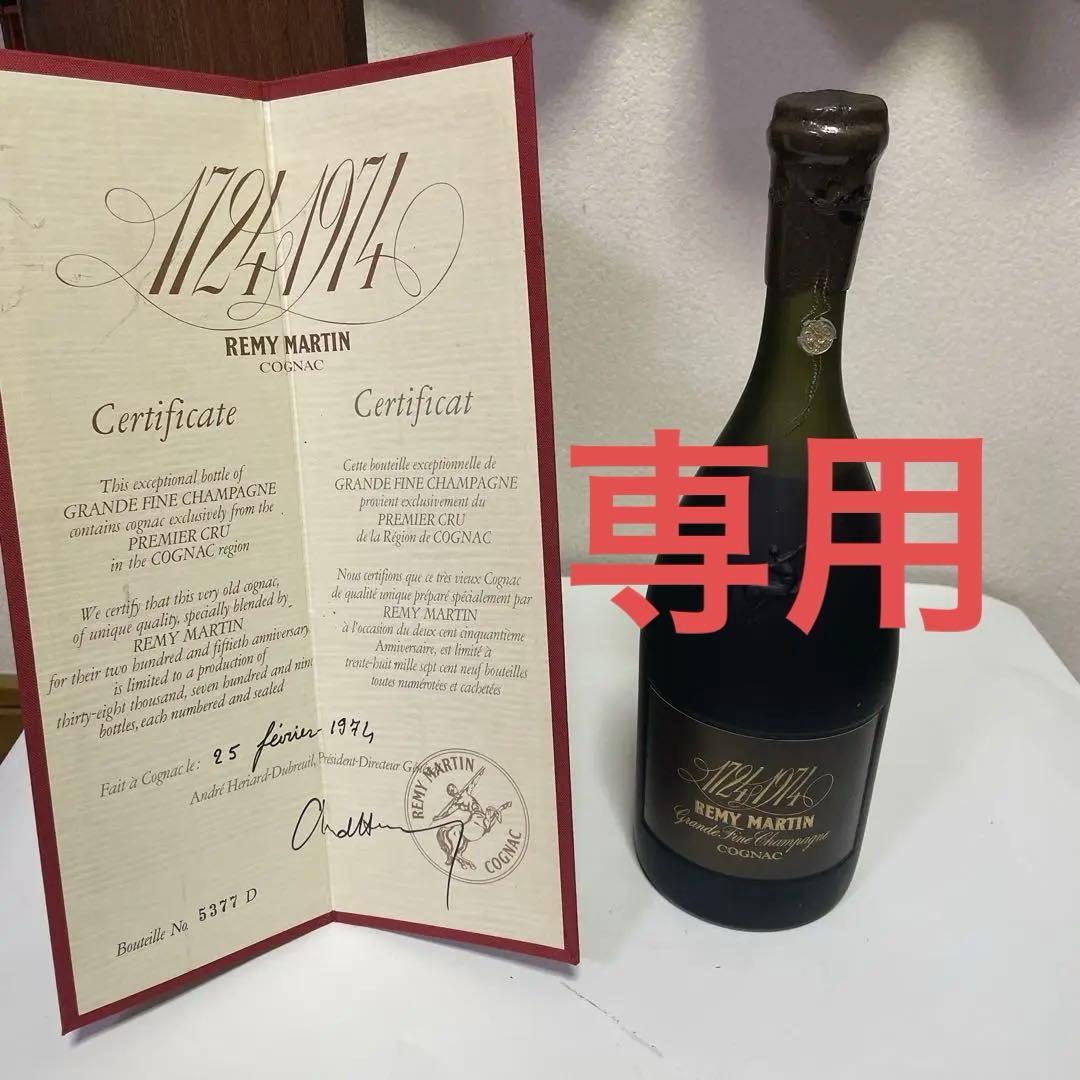 1724 1974
REMY MARTIN
COGNAC
Certificate
This exceptional bottle of
GRANDE FINE CHAMPAGNE
contains cognac exclusively from the
PREMIER CRU
in the COGNAC region
We certify that this very old cognac,
of unique quality, specially blended by
REMY MARTIN
for their two hundred and fiftieth anniversary
is limited to a production of
thirty-eight thousand, seven hundred and nine
bottles, each numbered and sealed
Certificat
Cette bouteille exceptionnelle de
GRANDE FINE CHAMPAGNE
provient exclusivement du
PREMIER CRU
de la Région de COGNAC
Nous certifions que ce très vieux Cognac
de qualité unique préparé spécialement par
REMY MARTIN
à l'occasion du deux cent cinquantième
Anniversaire, est limité à
trente-huit mille sept cent neuf bouteilles
toutes numérotées et cachetées
Fait à Cognac le: 25 février 1974
André Heriard-Dubreuil, Président-Directeur
REMY MARTIN
COGNAC
Bouteille No. 5377 D
専用
1724 1974
REMY MARTIN
Grande Fine Champagne
COGNAC